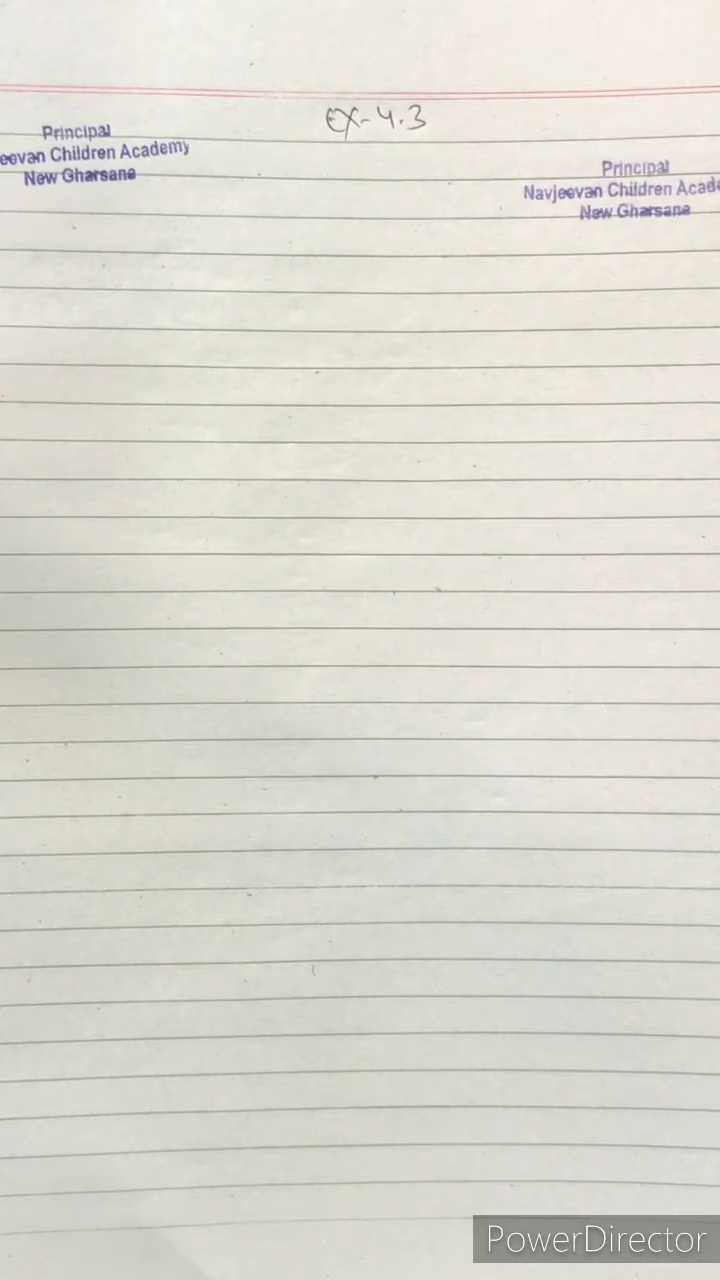 Ex-4.3
Principal
eevan Children Academy
New Gharsana
Principal
Navjeevan Children Acade
New Gharsana
PowerDirector